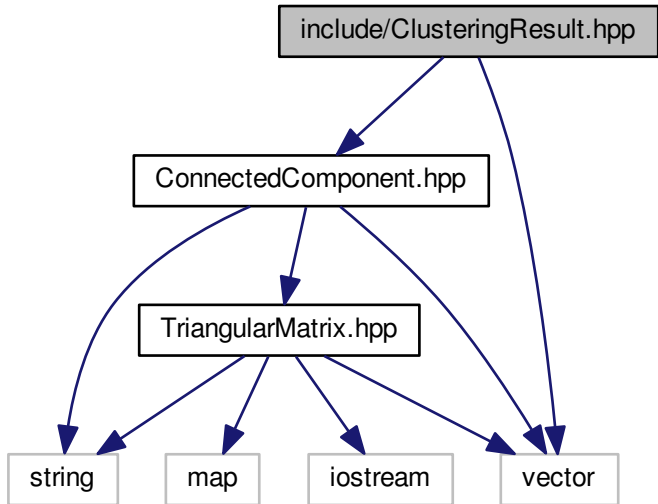 include/ClusteringResult.hpp
ConnectedComponent.hpp
TriangularMatrix.hpp
string
map
iostream
vector